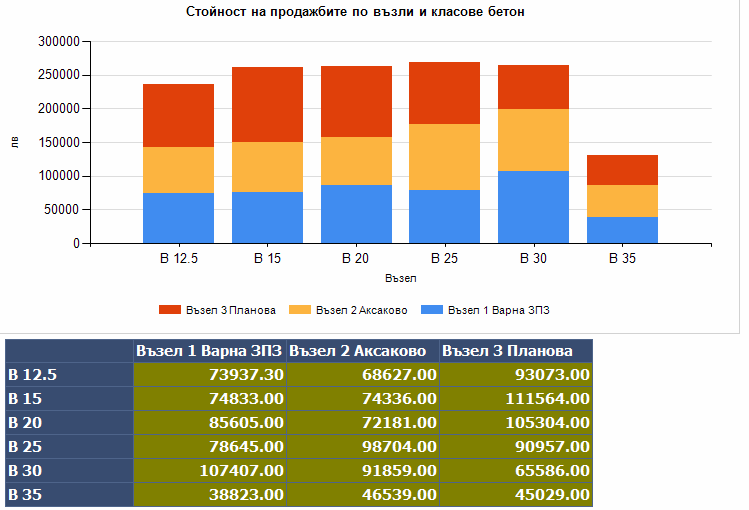 Стойност на продажбите по възли и класове бетон
300000
250000
200000
150000
100000
50000
0
лв
В 12.5 В 15 В 20 В 25 В 30 В 35
Възел
Възел 3 Планова Възел 2 Аксаково Възел 1 Варна ЗПЗ
Възел 1 Варна ЗПЗ Възел 2 Аксаково Възел 3 Планова
В 12.5 73937.30 68627.00 93073.00
В 15 74833.00 74336.00 111564.00
В 20 85605.00 72181.00 105304.00
В 25 78645.00 98704.00 90957.00
В 30 107407.00 91859.00 65586.00
В 35 38823.00 46539.00 45029.00